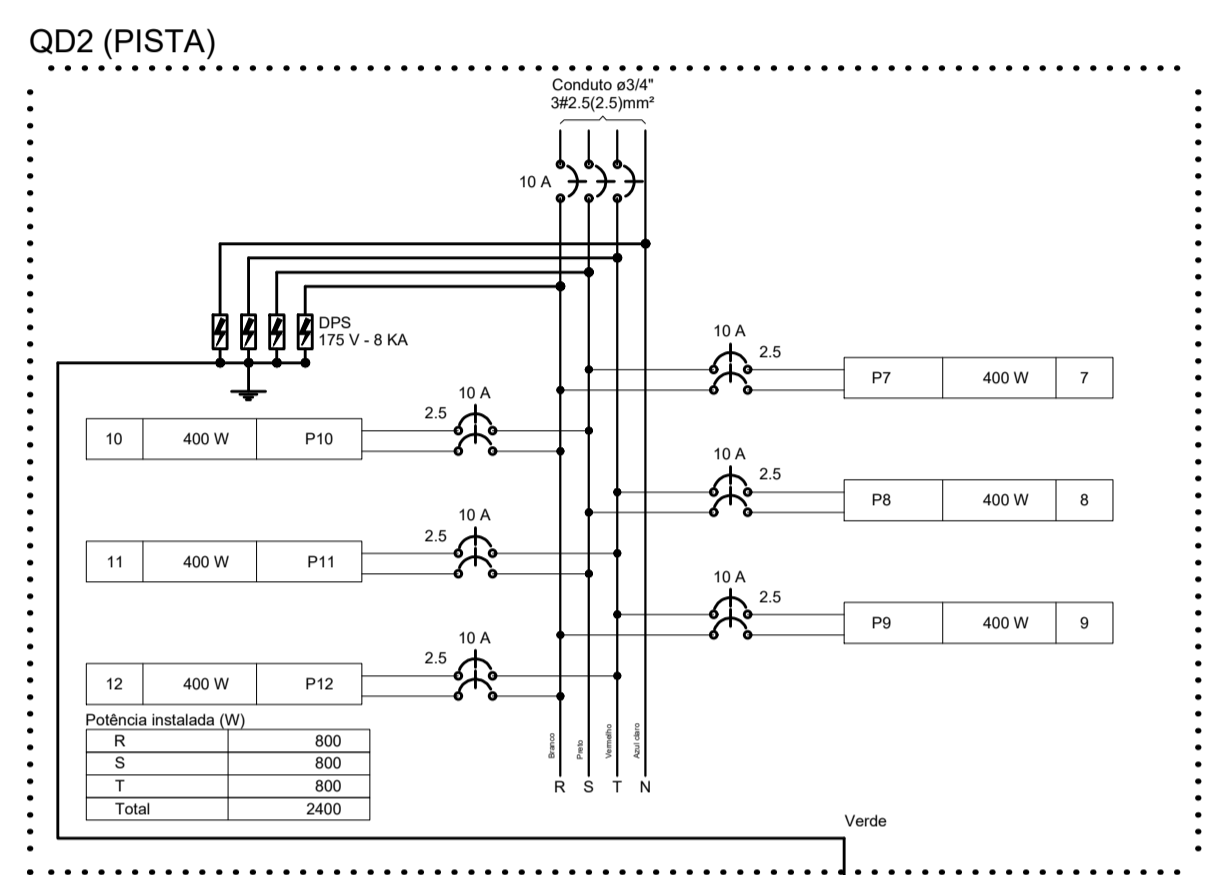 QD2 (PISTA)
Conduto ø3/4"
3#2.5(2.5)mm²
10 A
DPS
175 V - 8 KA
10 A
2.5
P7 400 W 7
10 A
2.5
10 400 W P10
10 A
2.5
P8 400 W 8
10 A
2.5
11 400 W P11
10 A
2.5
P9 400 W 9
10 A
2.5
12 400 W P12
Potência instalada (W)
R 800
S 800
T 800
Total 2400
Branco
Preto
Vermelho
Azul claro
R S T N
Verde